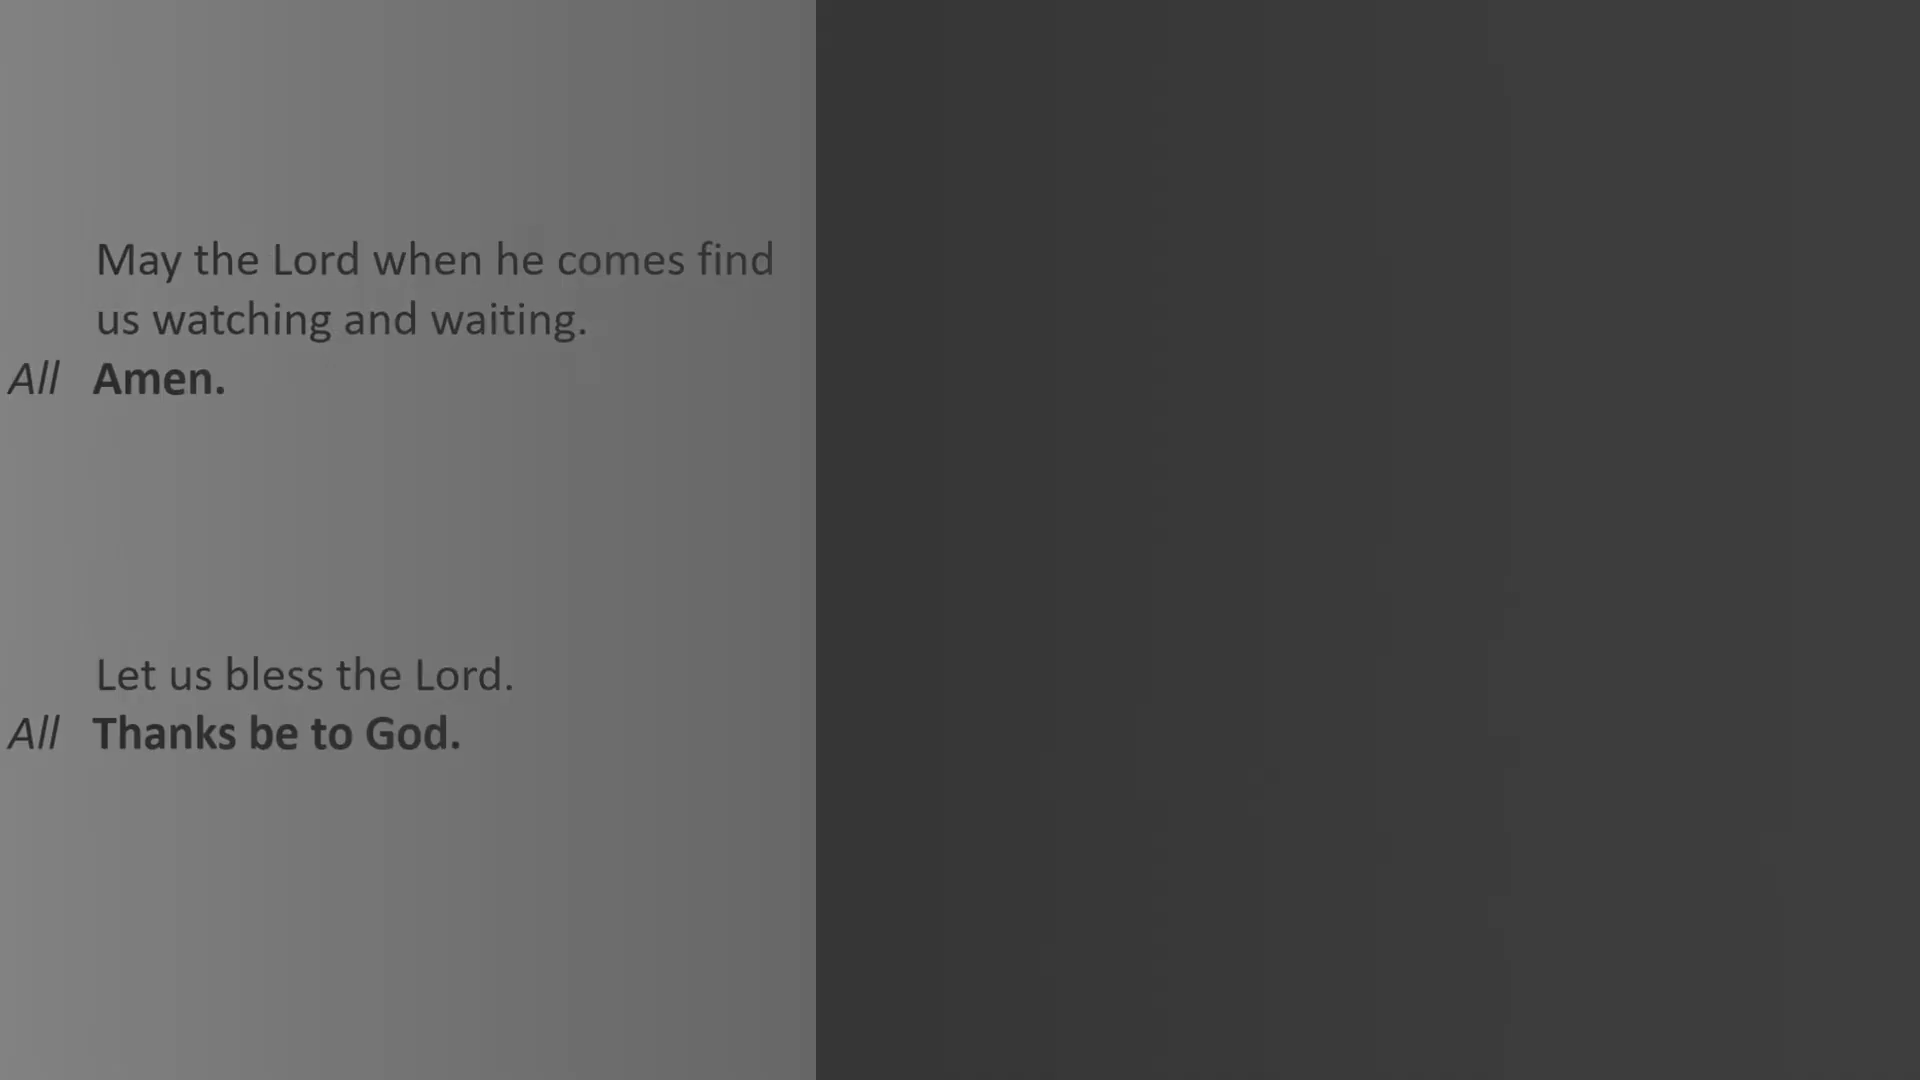 May the Lord when he comes find
us watching and waiting.
All Amen.
Let us bless the Lord.
All Thanks be to God.